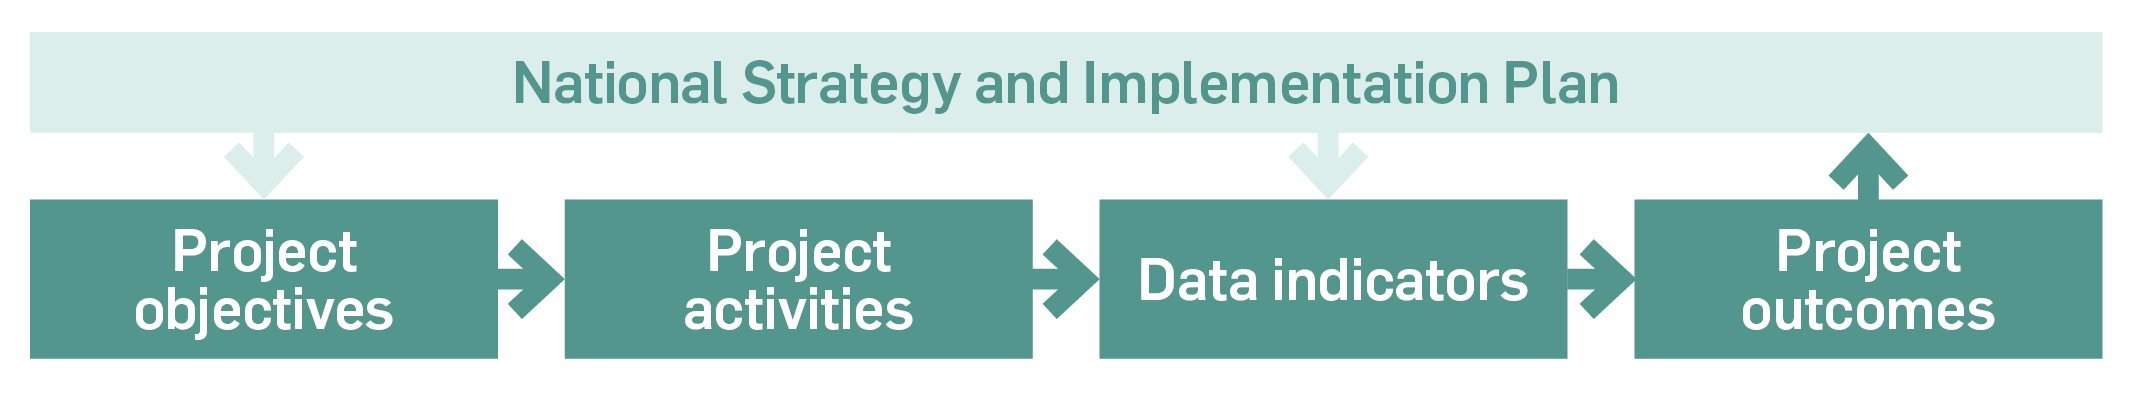 National Strategy and Implementation Plan
Project
objectives
Project
activities
Data indicators
Project
outcomes